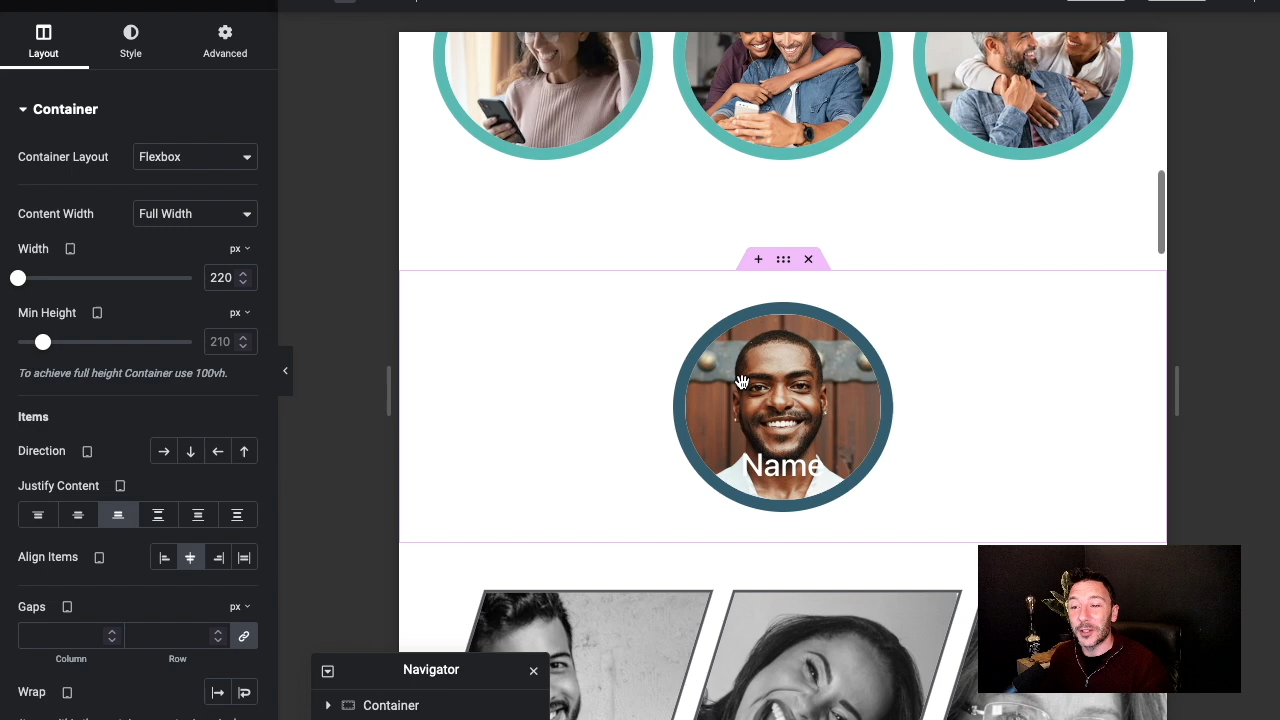 Layout
Style
Advanced
Container
Container Layout
Flexbox
Content Width
Full Width
Width
px
220
Min Height
px
210
To achieve full height Container use 100vh.
Items
Direction
Justify Content
Align Items
Gaps
px
Column
Row
Wrap
Name
Navigator
Container